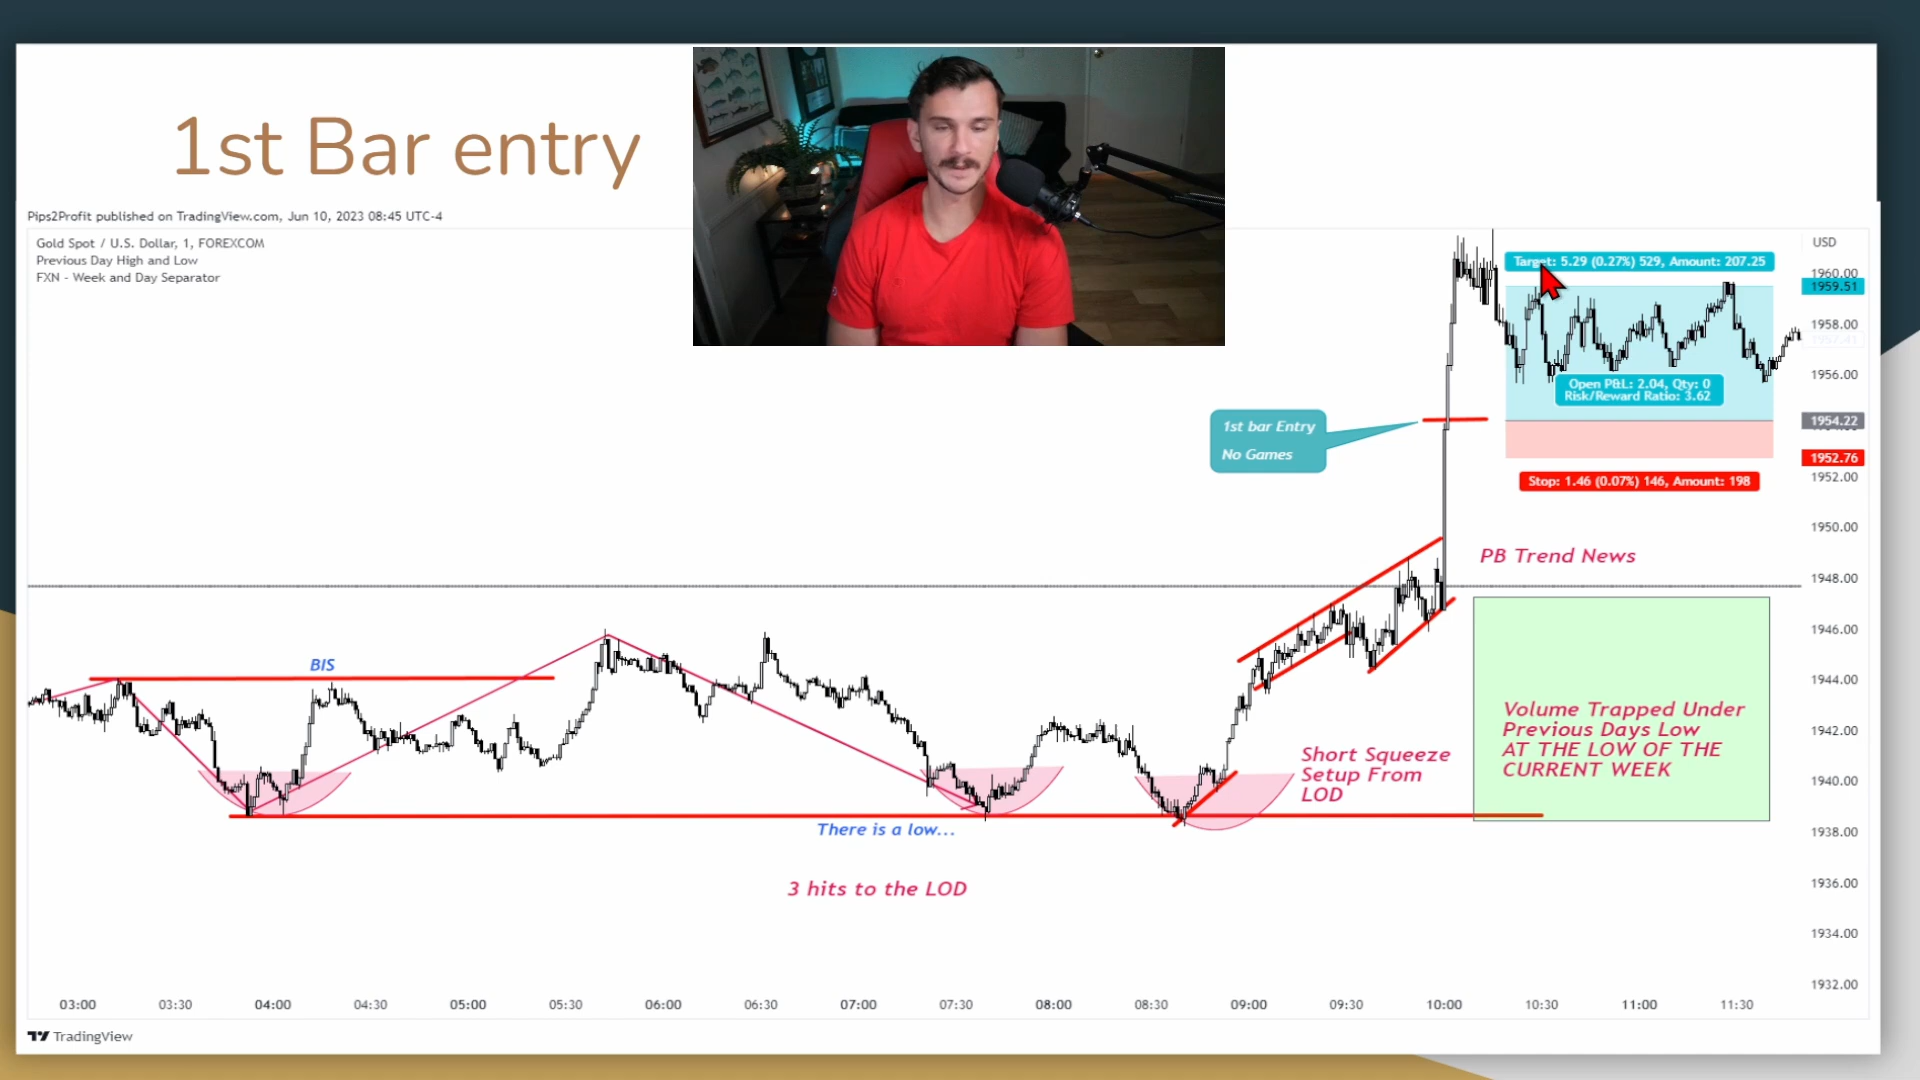 1st Bar entry
Pips2Profit published on TradingView.com, Jun 10, 2023 08:45 UTC-4
Gold Spot / U.S. Dollar, 1, FOREXCOM
Previous Day High and Low
FXN - Week and Day Separator
USD
Target: 5.29 (0.27%) 529, Amount: 207.25
1960.00
1959.51
1958.00
1956.00
Open P&L: 2.04, Qty: 0
Risk/Reward Ratio: 3.62
1954.22
1st bar Entry
No Games
1952.76
1952.00
Stop: 1.46 (0.07%) 146, Amount: 198
1950.00
PB Trend News
1948.00
1946.00
BIS
1944.00
Volume Trapped Under
Previous Days Low
AT THE LOW OF THE
CURRENT WEEK
1942.00
Short Squeeze
Setup From
LOD
1940.00
There is a low...
1938.00
3 hits to the LOD
1936.00
1934.00
1932.00
03:00 03:30 04:00 04:30 05:00 05:30 06:00 06:30 07:00 07:30 08:00 08:30 09:00 09:30 10:00 10:30 11:00 11:30
TradingView